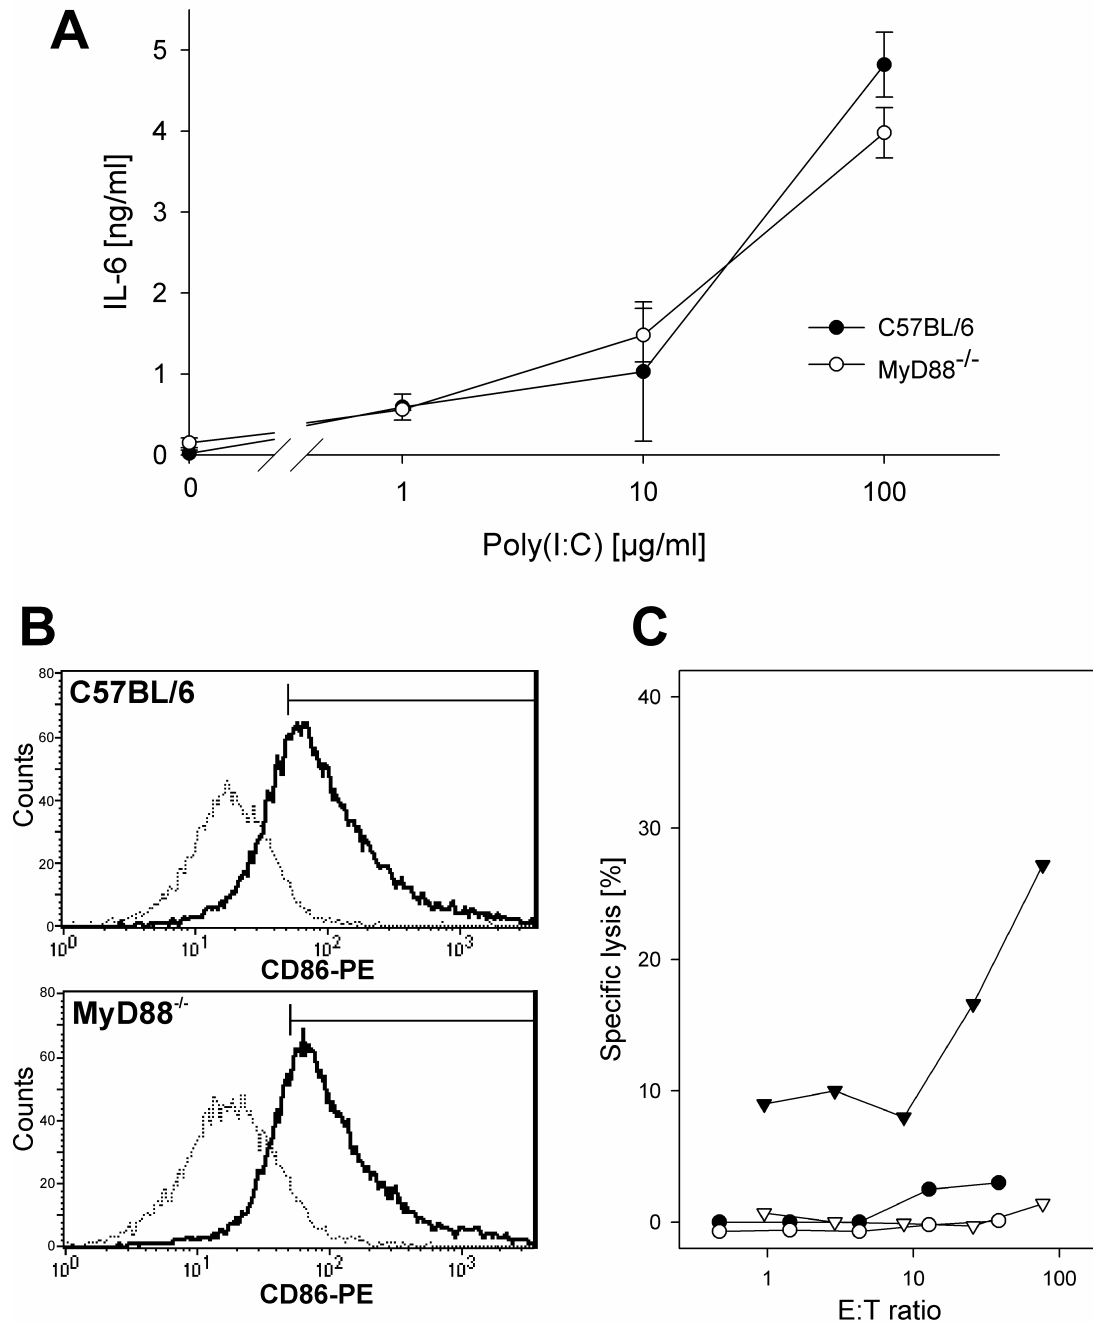 A
5
4
3
2
1
0
IL-6 [ng/ml]
C57BL/6
MyD88-/-
0 1 10 100
Poly(I:C) [µg/ml]
B
C57BL/6
80
60
40
20
0
Counts
10^0 10^1 10^2 10^3
CD86-PE
MyD88-/-
80
60
40
20
0
Counts
10^0 10^1 10^2 10^3
CD86-PE
C
40
30
20
10
0
Specific lysis [%]
1 10 100
E:T ratio